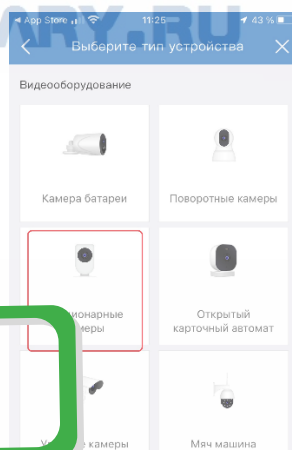 ARY.RU
App Store 11:25 43 %
Выберите тип устройства
Видеооборудование
Камера батареи Поворотные камеры
Открытый
карточный автомат
камеры Мяч машина